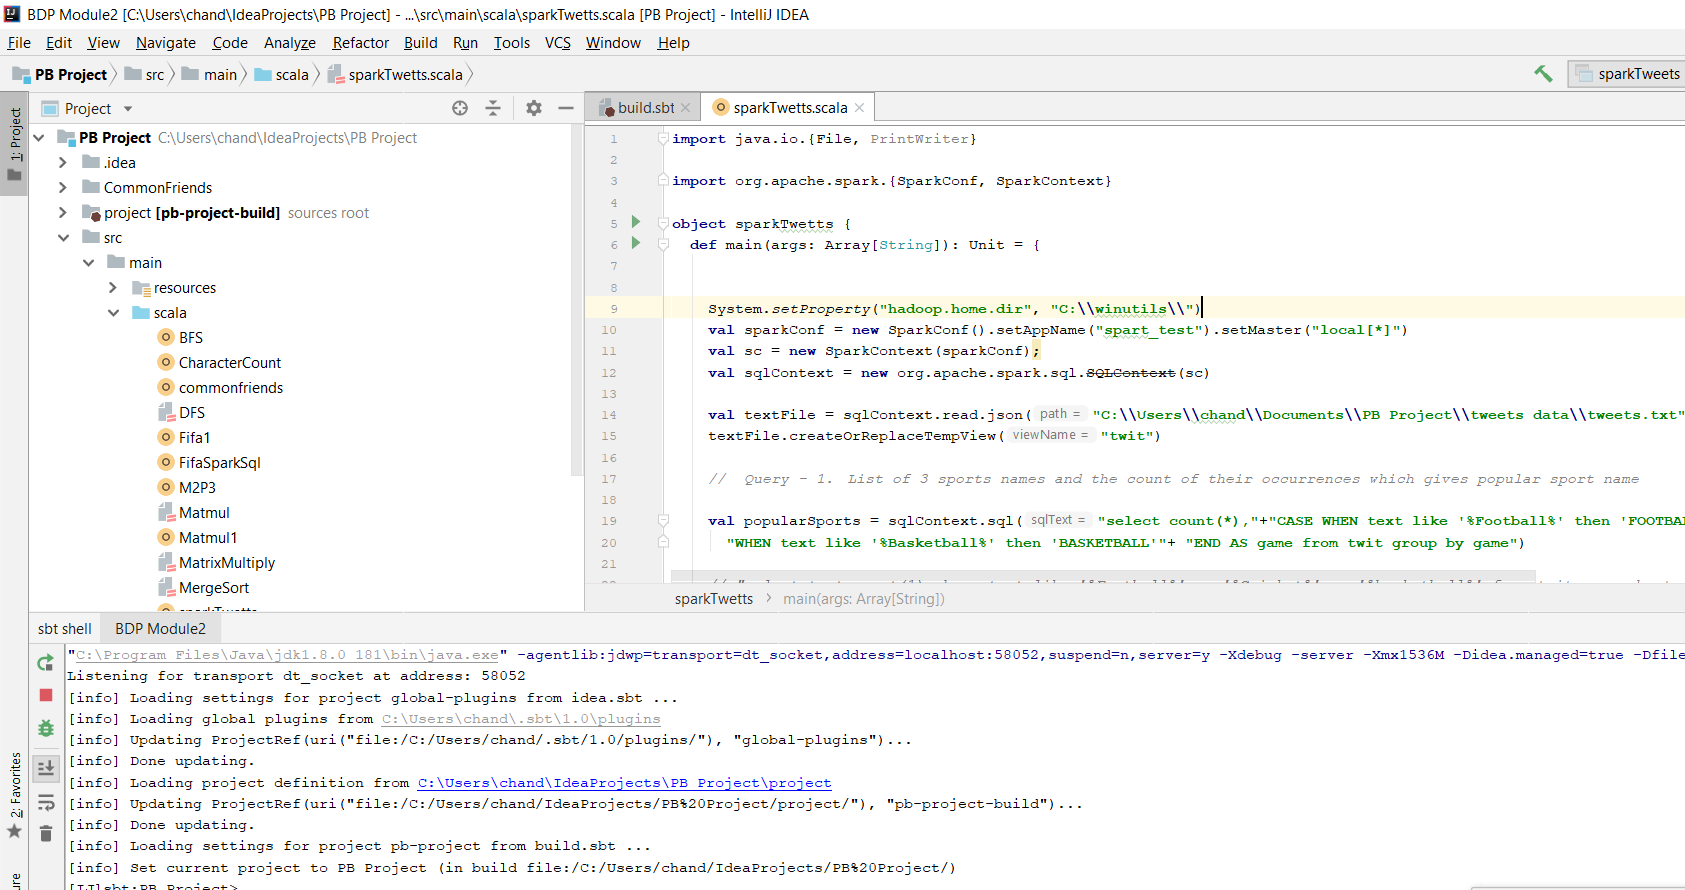 BDP Module2 [C:\Users\chand\IdeaProjects\PB Project] - ...\src\main\scala\sparkTwetts.scala [PB Project] - IntelliJ IDEA
File Edit View Navigate Code Analyze Refactor Build Run Tools VCS Window Help
PB Project src main scala sparkTwetts.scala sparkTweets
1: Project
Project
PB Project C:\Users\chand\IdeaProjects\PB Project
.idea
CommonFriends
project [pb-project-build] sources root
src
main
resources
scala
BFS
CharacterCount
commonfriends
DFS
Fifa1
FifaSparkSql
M2P3
Matmul
Matmul1
MatrixMultiply
MergeSort
sparkTwetts
build.sbt sparkTwetts.scala
1 import java.io.{File, PrintWriter}
2
3 import org.apache.spark.{SparkConf, SparkContext}
4
5 object sparkTwetts {
6 def main(args: Array[String]): Unit = {
7
8
9 System.setProperty("hadoop.home.dir", "C:\\winutils\\")
10 val sparkConf = new SparkConf().setAppName("spart_test").setMaster("local[*]")
11 val sc = new SparkContext(sparkConf);
12 val sqlContext = new org.apache.spark.sql.SQLContext(sc)
13
14 val textFile = sqlContext.read.json( path = "C:\\Users\\chand\\Documents\\PB Project\\tweets data\\tweets.txt"
15 textFile.createOrReplaceTempView( viewName = "twit")
16
17 // Query - 1. List of 3 sports names and the count of their occurrences which gives popular sport name
18
19 val popularSports = sqlContext.sql( sqlText = "select count(*),"+"CASE WHEN text like '%Football%' then 'FOOTBAL
20 "WHEN text like '%Basketball%' then 'BASKETBALL'"+ "END AS game from twit group by game")
21
sparkTwetts main(args: Array[String])
sbt shell BDP Module2
"C:\Program Files\Java\jdk1.8.0_181\bin\java.exe" -agentlib:jdwp=transport=dt_socket,address=localhost:58052,suspend=n,server=y -Xdebug -server -Xmx1536M -Didea.managed=true -Dfile
Listening for transport dt_socket at address: 58052
[info] Loading settings for project global-plugins from idea.sbt ...
[info] Loading global plugins from C:\Users\chand\.sbt\1.0\plugins
[info] Updating ProjectRef(uri("file:/C:/Users/chand/.sbt/1.0/plugins/"), "global-plugins")...
[info] Done updating.
[info] Loading project definition from C:\Users\chand\IdeaProjects\PB Project\project
[info] Updating ProjectRef(uri("file:/C:/Users/chand/IdeaProjects/PB%20Project/project/"), "pb-project-build")...
[info] Done updating.
[info] Loading settings for project pb-project from build.sbt ...
[info] Set current project to PB Project (in build file:/C:/Users/chand/IdeaProjects/PB%20Project/)
[IJ]sbt:PB Project>
2: Favorites